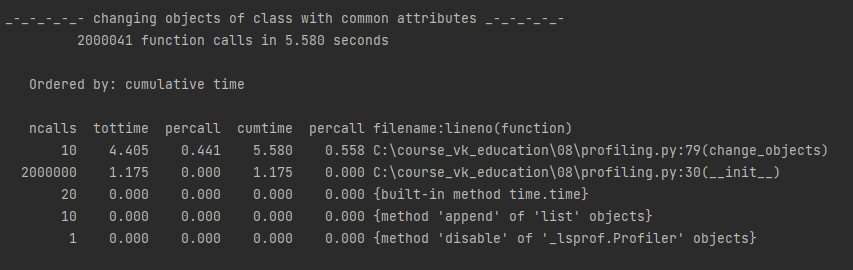 _-_-_-_-_- changing objects of class with common attributes _-_-_-_-_-
2000041 function calls in 5.580 seconds
Ordered by: cumulative time
ncalls tottime percall cumtime percall filename:lineno(function)
10 4.405 0.441 5.580 0.558 C:\course_vk_education\08\profiling.py:79(change_objects)
2000000 1.175 0.000 1.175 0.000 C:\course_vk_education\08\profiling.py:30(__init__)
20 0.000 0.000 0.000 0.000 {built-in method time.time}
10 0.000 0.000 0.000 0.000 {method 'append' of 'list' objects}
1 0.000 0.000 0.000 0.000 {method 'disable' of '_lsprof.Profiler' objects}